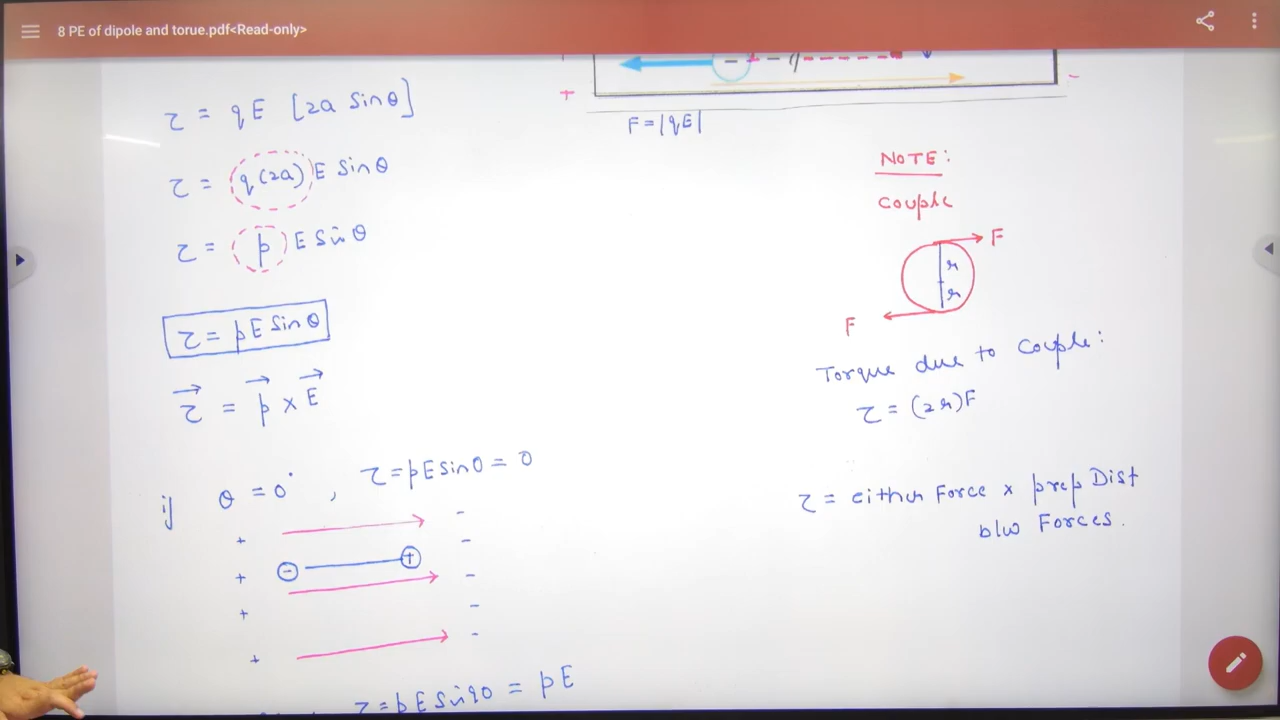 8 PE of dipole and torue.pdf<Read-only>
+ - q -
F = |qE|
τ = qE [2a Sinθ]
τ = q(2a) E Sinθ
τ = p E Sinθ
τ = pE Sinθ
τ⃗ = p⃗ × E⃗
if θ = 0°, τ = pE sin0 = 0
+ -
- + -
+ -
+ -
+ -
τ = pE sin90 = pE
NOTE:
Couple
F
r
r
F
Torque due to Couple:
τ = (2r)F
τ = either Force × prep Dist
b/w Forces.